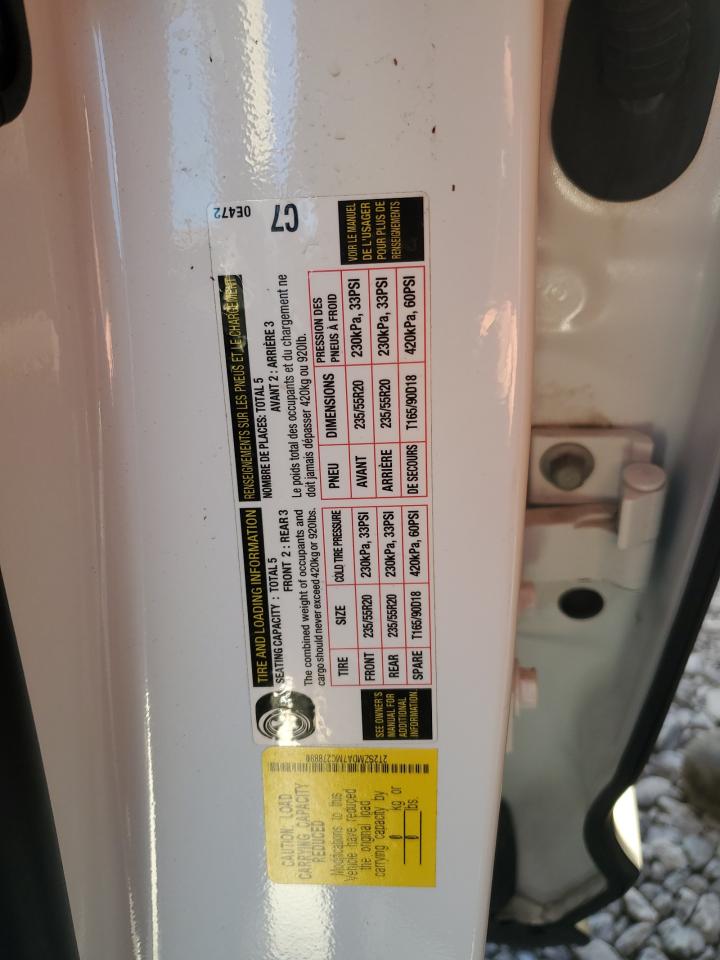 TIRE AND LOADING INFORMATION
SEATING CAPACITY : TOTAL 5
FRONT 2 : REAR 3
The combined weight of occupants and
cargo should never exceed 420kg or 920lbs.
TIRE SIZE COLD TIRE PRESSURE
FRONT 235/55R20 230kPa, 33PSI
REAR 235/55R20 230kPa, 33PSI
SPARE T165/90D18 420kPa, 60PSI
SEE OWNER'S
MANUAL FOR
ADDITIONAL
INFORMATION
RENSEIGNEMENTS SUR LES PNEUS ET LE CHARGEMENT
NOMBRE DE PLACES: TOTAL 5
AVANT 2 : ARRIÈRE 3
Le poids total des occupants et du chargement ne
doit jamais dépasser 420kg ou 920lb.
PNEU DIMENSIONS PRESSION DES
PNEUS À FROID
AVANT 235/55R20 230kPa, 33PSI
ARRIÈRE 235/55R20 230kPa, 33PSI
DE SECOURS T165/90D18 420kPa, 60PSI
0E472
C7
VOIR LE MANUEL
DE L'USAGER
POUR PLUS DE
RENSEIGNEMENTS
CAUTION LOAD
CARRYING CAPACITY
REDUCED
Modifications to this
vehicle have reduced
the original load
carrying capacity by
0 kg or
0 lbs.
2T2SZMDA7MC278890